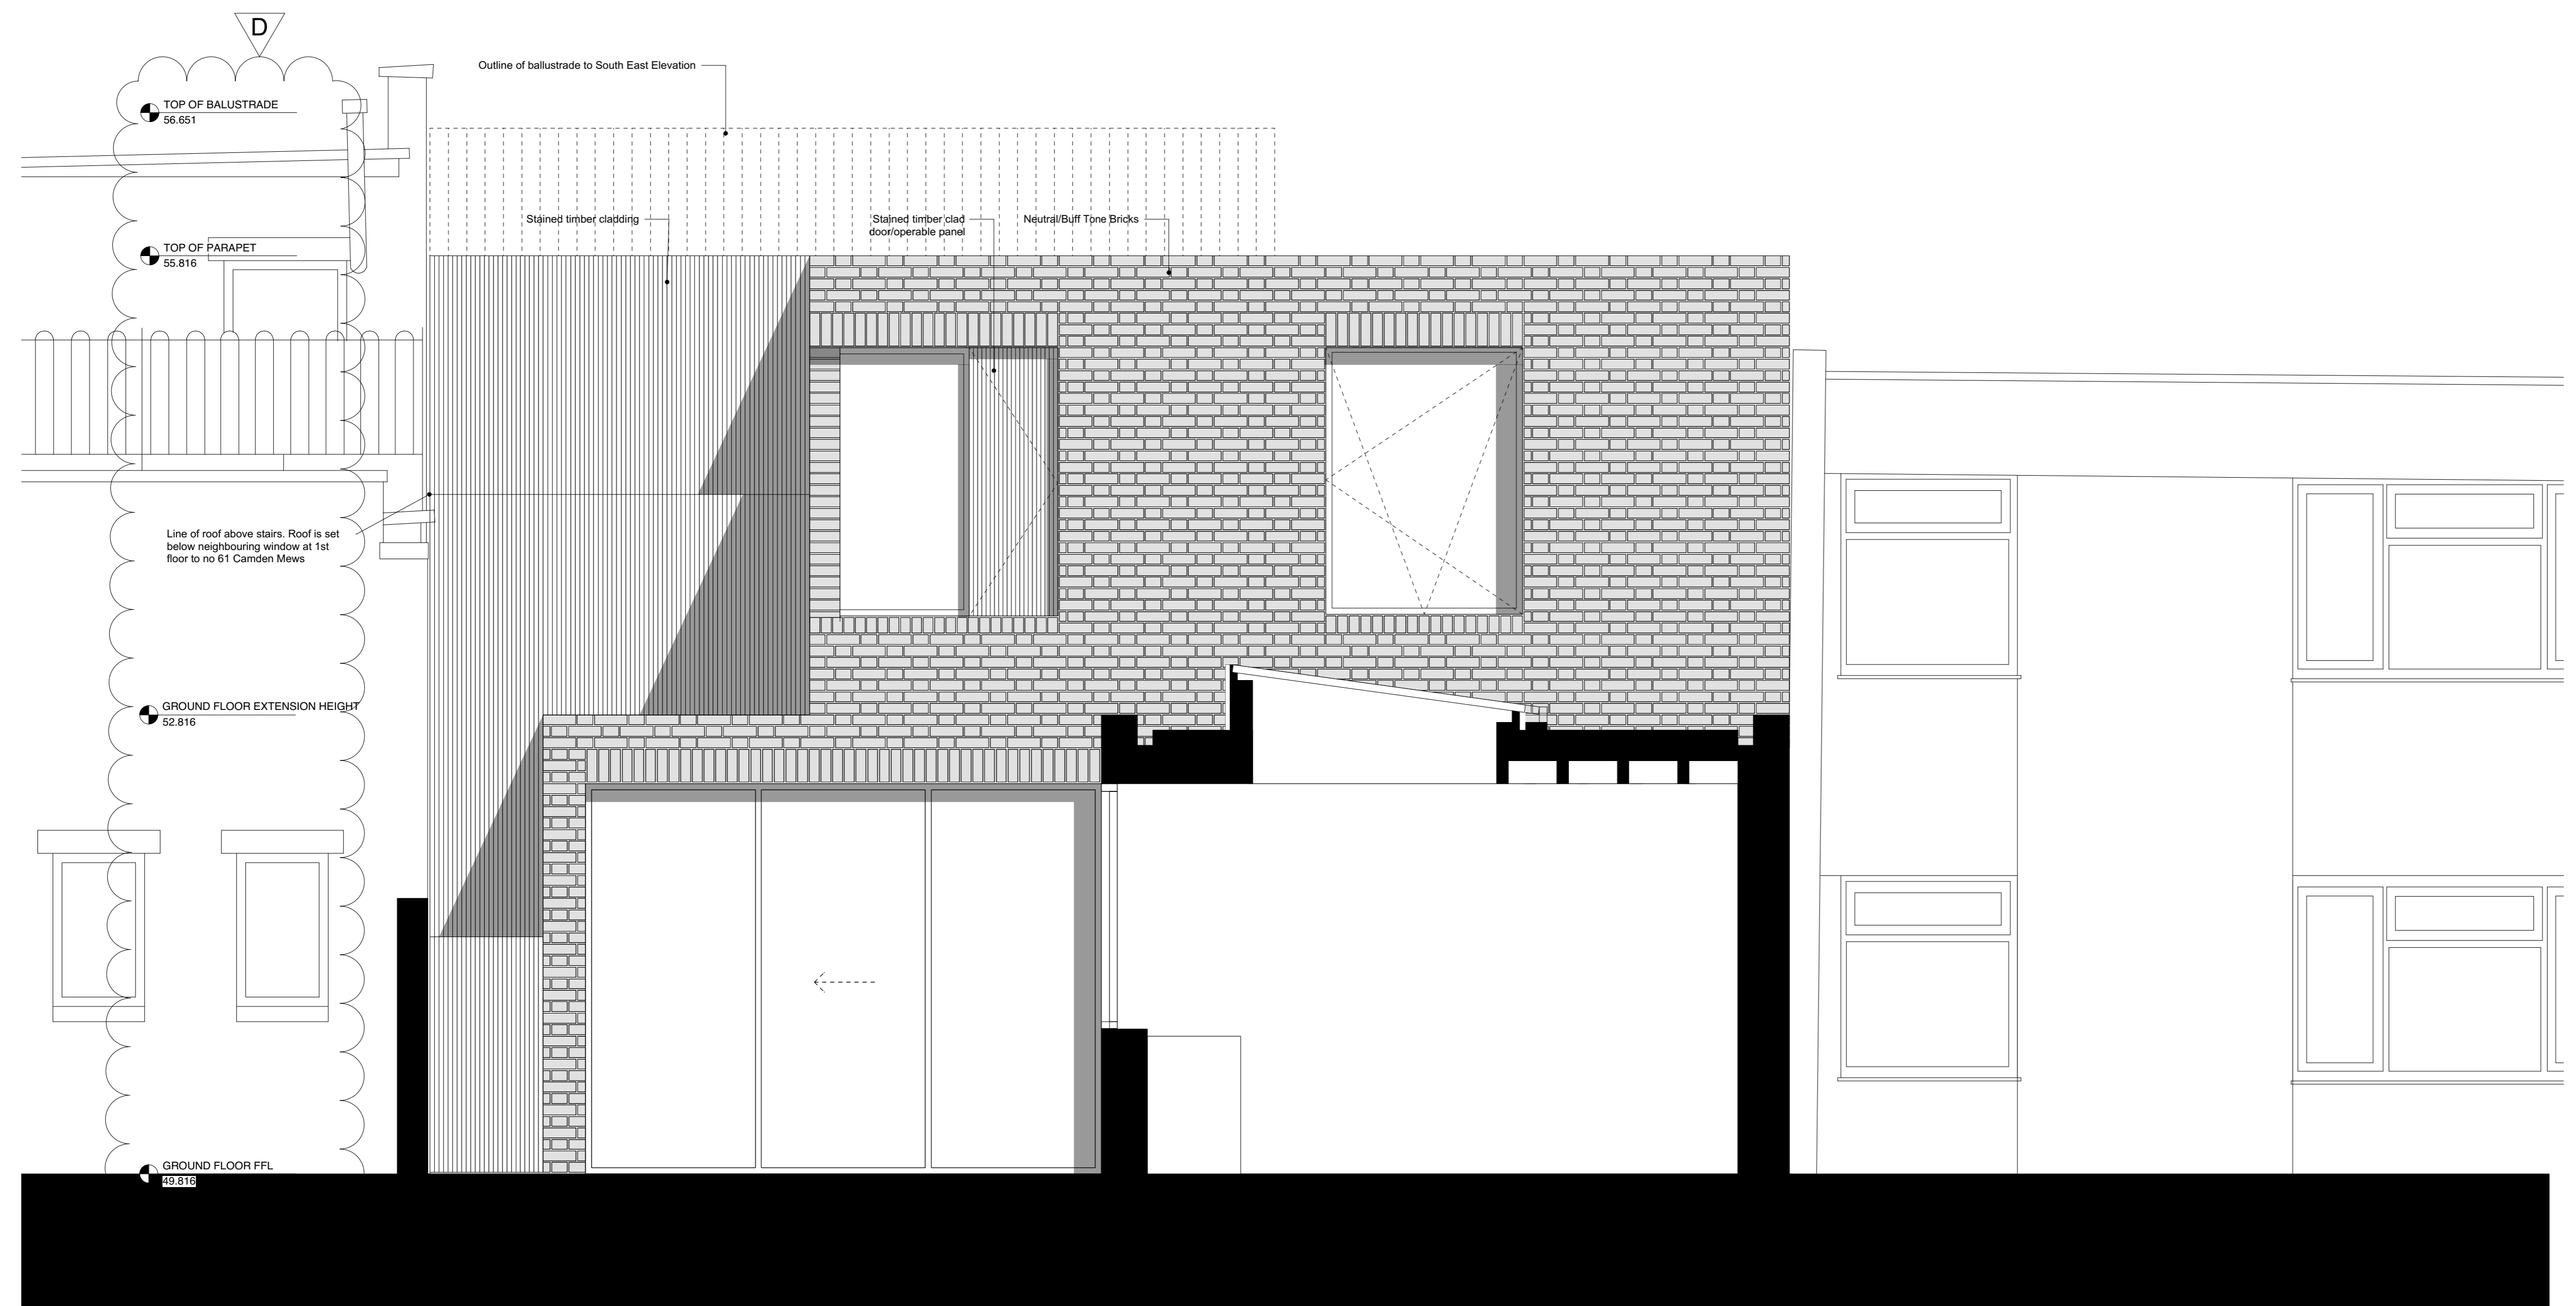 D
Outline of ballustrade to South East Elevation
TOP OF BALUSTRADE
56.651
Stained timber cladding
Stained timber clad
door/operable panel
Neutral/Buff Tone Bricks
TOP OF PARAPET
55.816
Line of roof above stairs. Roof is set
below neighbouring window at 1st
floor to no 61 Camden Mews
GROUND FLOOR EXTENSION HEIGHT
52.816
GROUND FLOOR FFL
49.816